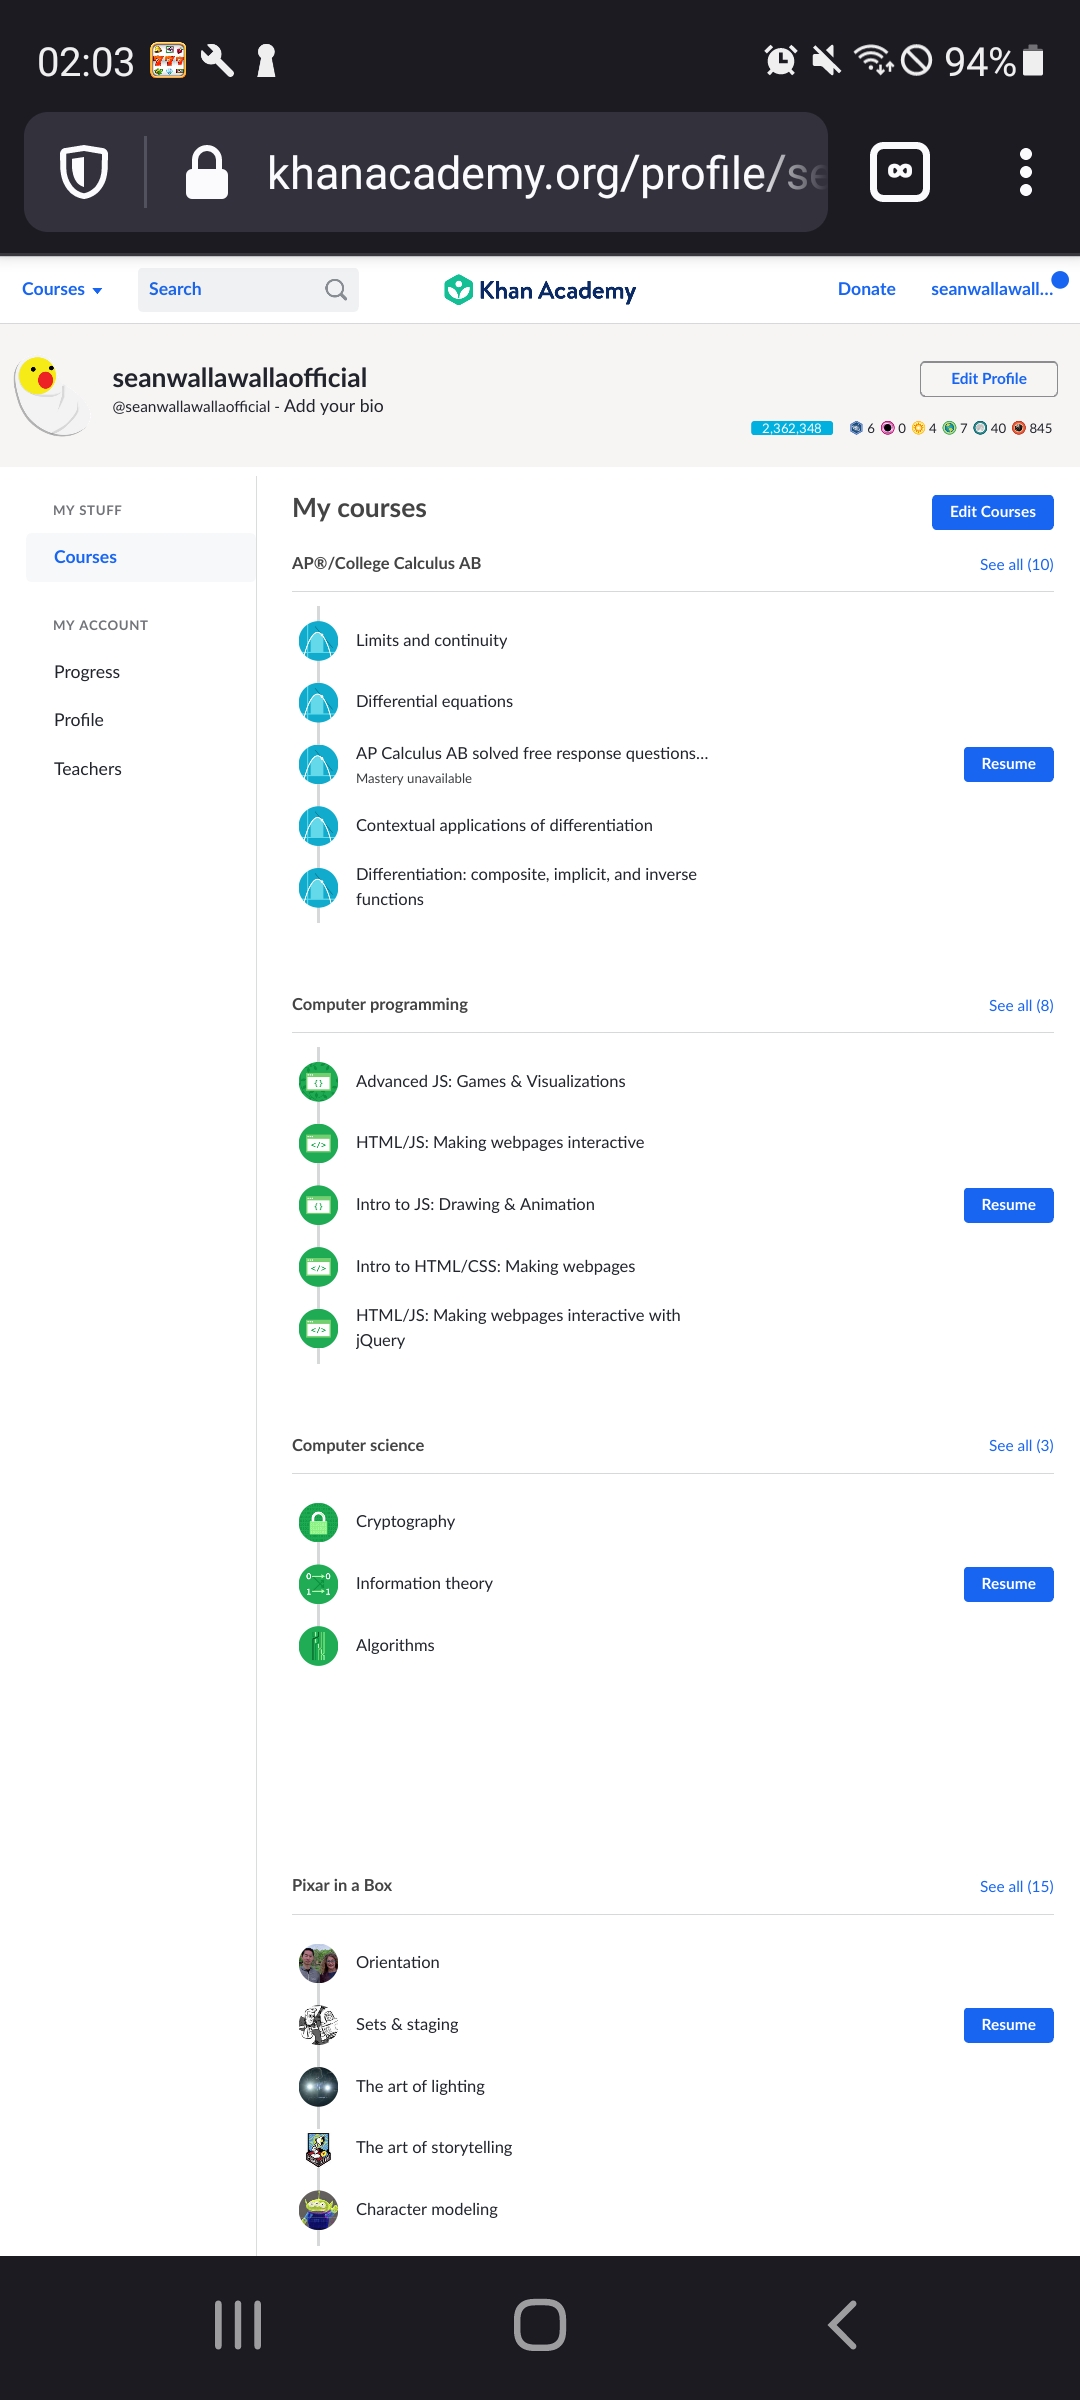 02:03
94%
khanacademy.org/profile/se
∞
Courses
Search
Khan Academy
Donate
seanwallawall...
seanwallawallaofficial
@seanwallawallaofficial - Add your bio
Edit Profile
2,362,348 6 0 4 7 40 845
MY STUFF
Courses
MY ACCOUNT
Progress
Profile
Teachers
My courses
Edit Courses
AP®/College Calculus AB
See all (10)
Limits and continuity
Differential equations
AP Calculus AB solved free response questions...
Mastery unavailable
Resume
Contextual applications of differentiation
Differentiation: composite, implicit, and inverse
functions
Computer programming
See all (8)
Advanced JS: Games & Visualizations
HTML/JS: Making webpages interactive
Intro to JS: Drawing & Animation
Resume
Intro to HTML/CSS: Making webpages
HTML/JS: Making webpages interactive with
jQuery
Computer science
See all (3)
Cryptography
Information theory
Resume
Algorithms
Pixar in a Box
See all (15)
Orientation
Sets & staging
Resume
The art of lighting
The art of storytelling
Character modeling